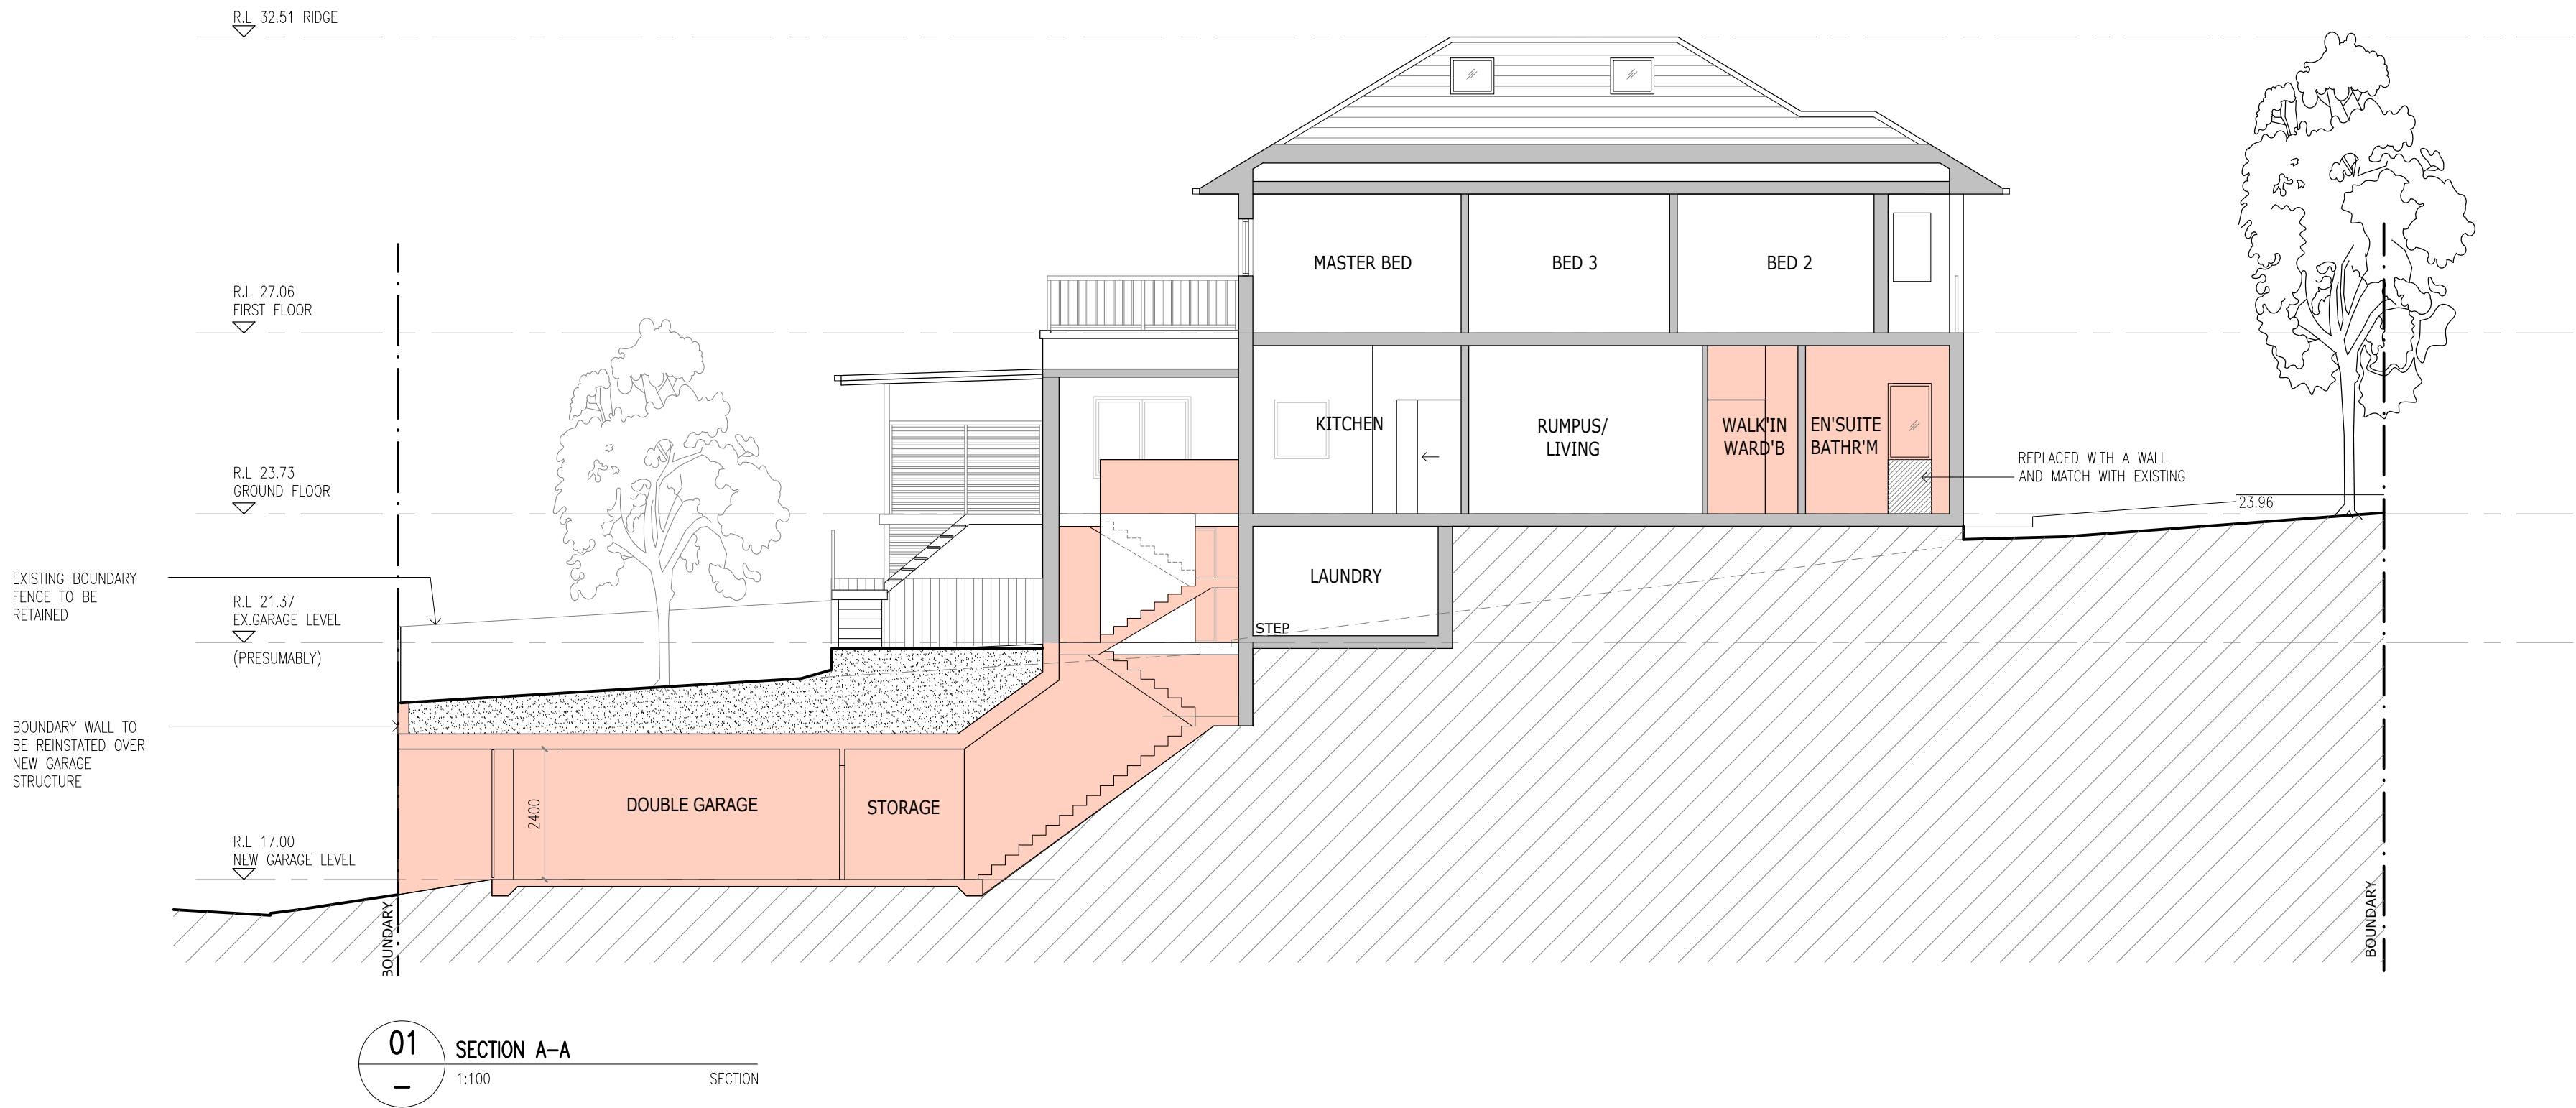 R.L 32.51 RIDGE
R.L 27.06
FIRST FLOOR
MASTER BED
BED 3
BED 2
R.L 23.73
GROUND FLOOR
KITCHEN
RUMPUS/
LIVING
WALK'IN
WARD'B
EN'SUITE
BATHR'M
REPLACED WITH A WALL
AND MATCH WITH EXISTING
23.96
EXISTING BOUNDARY
FENCE TO BE
RETAINED
R.L 21.37
EX.GARAGE LEVEL
(PRESUMABLY)
LAUNDRY
STEP
BOUNDARY WALL TO
BE REINSTATED OVER
NEW GARAGE
STRUCTURE
2400
DOUBLE GARAGE
STORAGE
R.L 17.00
NEW GARAGE LEVEL
BOUNDARY
BOUNDARY
01
–
SECTION A–A
1:100
SECTION